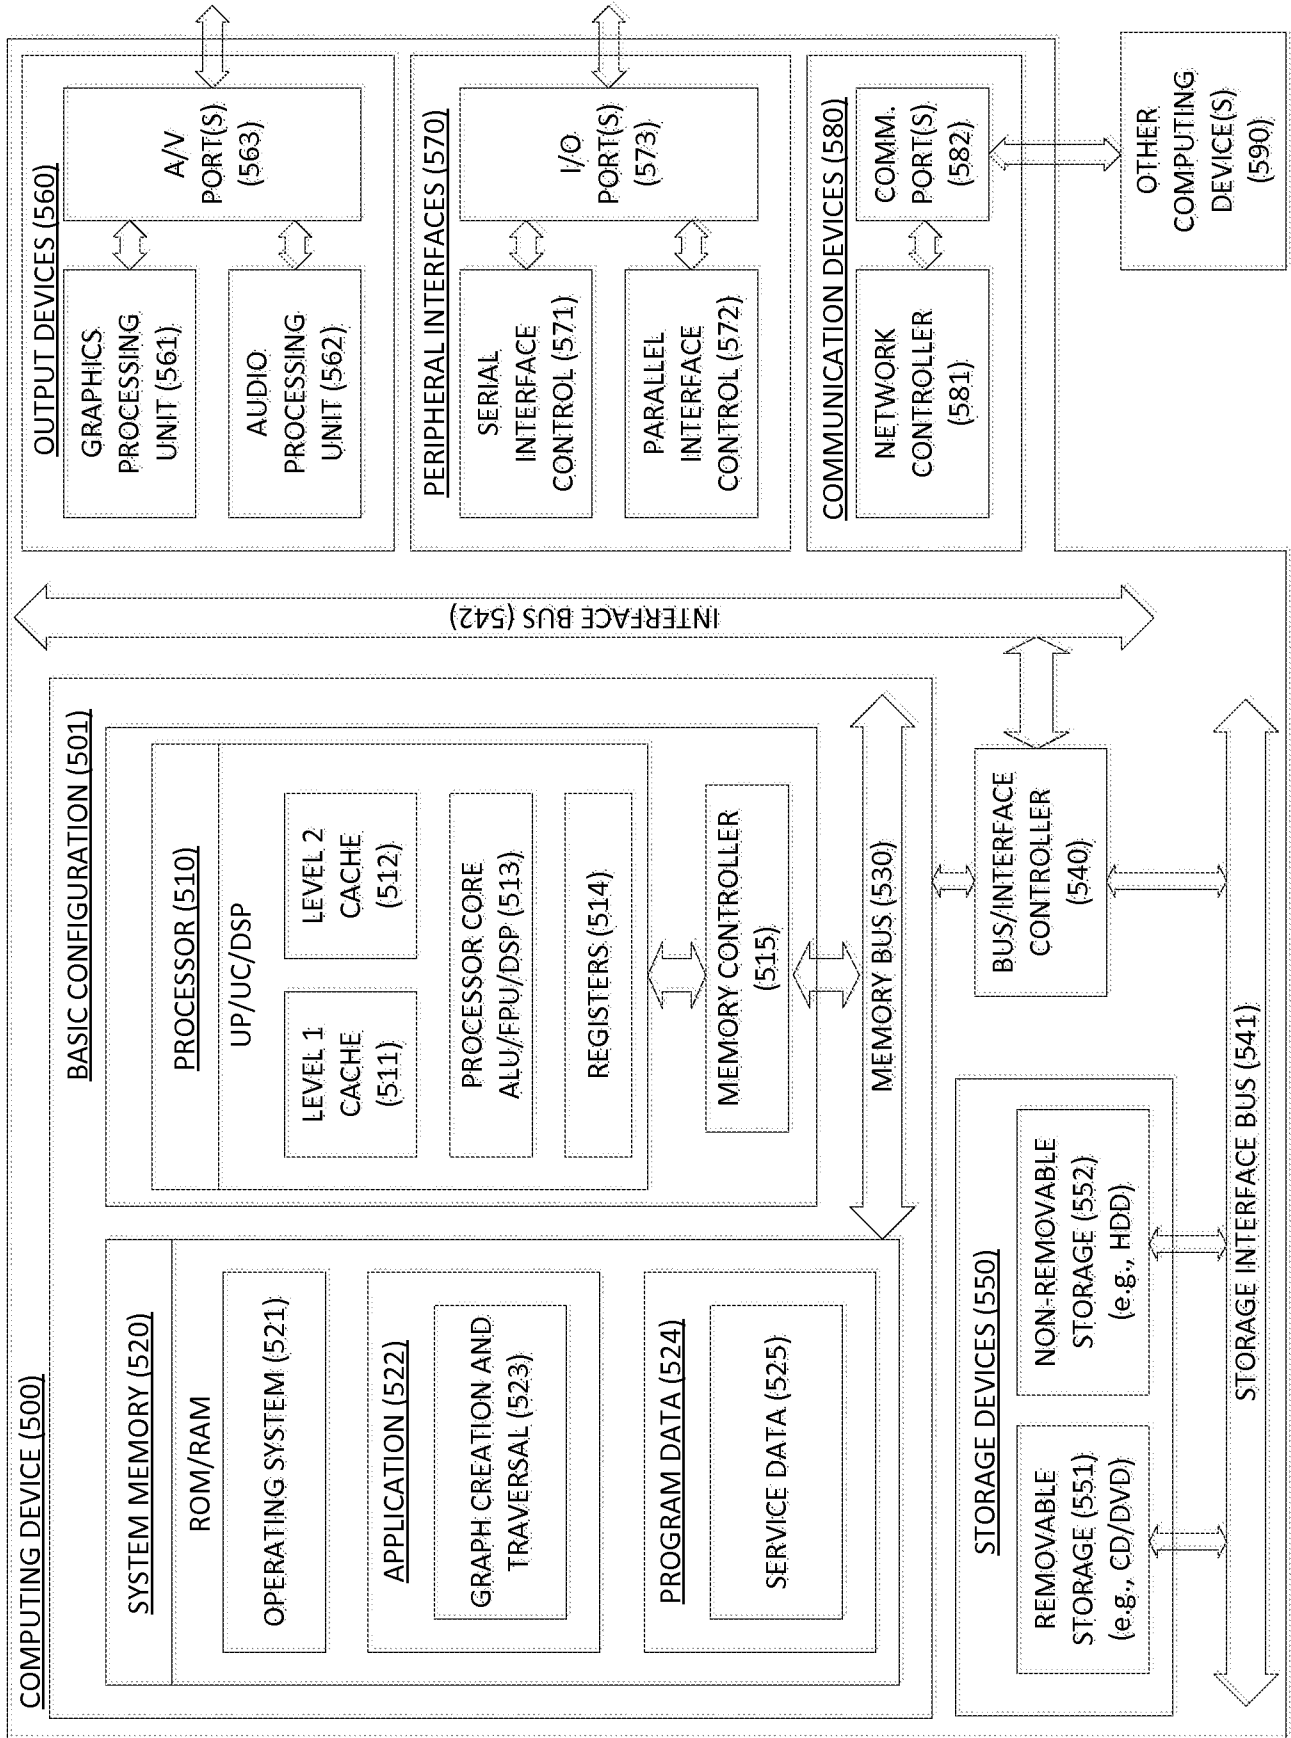 COMPUTING DEVICE (500)
BASIC CONFIGURATION (501)
SYSTEM MEMORY (520)
ROM/RAM
OPERATING SYSTEM (521)
APPLICATION (522)
GRAPH CREATION AND
TRAVERSAL (523)
PROGRAM DATA (524)
SERVICE DATA (525)
PROCESSOR (510)
UP/UC/DSP
LEVEL 1
CACHE
(511)
LEVEL 2
CACHE
(512)
PROCESSOR CORE
ALU/FPU/DSP (513)
REGISTERS (514)
MEMORY CONTROLLER
(515)
MEMORY BUS (530)
INTERFACE BUS (542)
OUTPUT DEVICES (560)
GRAPHICS
PROCESSING
UNIT (561)
AUDIO
PROCESSING
UNIT (562)
A/V
PORT(S)
(563)
PERIPHERAL INTERFACES (570)
SERIAL
INTERFACE
CONTROL (571)
PARALLEL
INTERFACE
CONTROL (572)
I/O
PORT(S)
(573)
COMMUNICATION DEVICES (580)
NETWORK
CONTROLLER
(581)
COMM.
PORT(S)
(582)
STORAGE DEVICES (550)
REMOVABLE
STORAGE (551)
(e.g., CD/DVD)
NON-REMOVABLE
STORAGE (552)
(e.g., HDD)
BUS/INTERFACE
CONTROLLER
(540)
OTHER
COMPUTING
DEVICE(S)
(590)
STORAGE INTERFACE BUS (541)